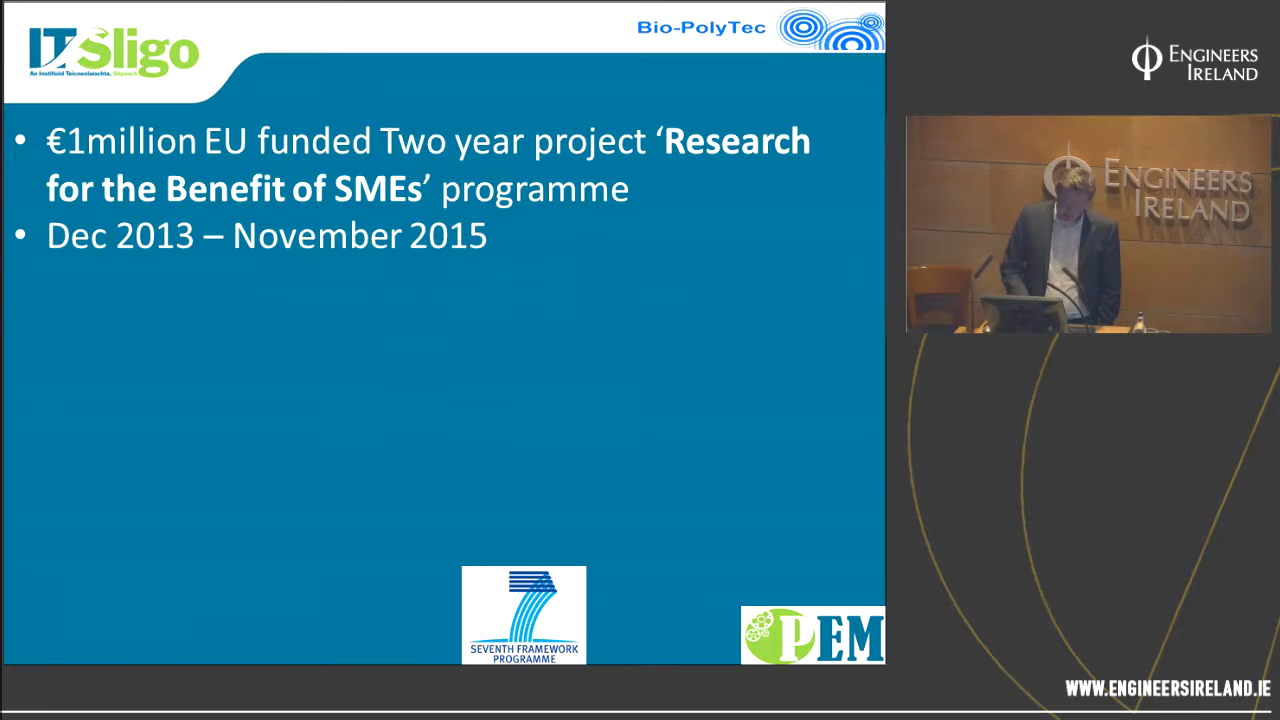 IT Sligo
An Institiúid Teicneolaíochta, Sligeach
Bio-PolyTec
• €1million EU funded Two year project ‘Research
for the Benefit of SMEs’ programme
• Dec 2013 – November 2015
SEVENTH FRAMEWORK
PROGRAMME
PEM
ENGINEERS
IRELAND
ENGINEERS
IRELAND
WWW.ENGINEERSIRELAND.IE